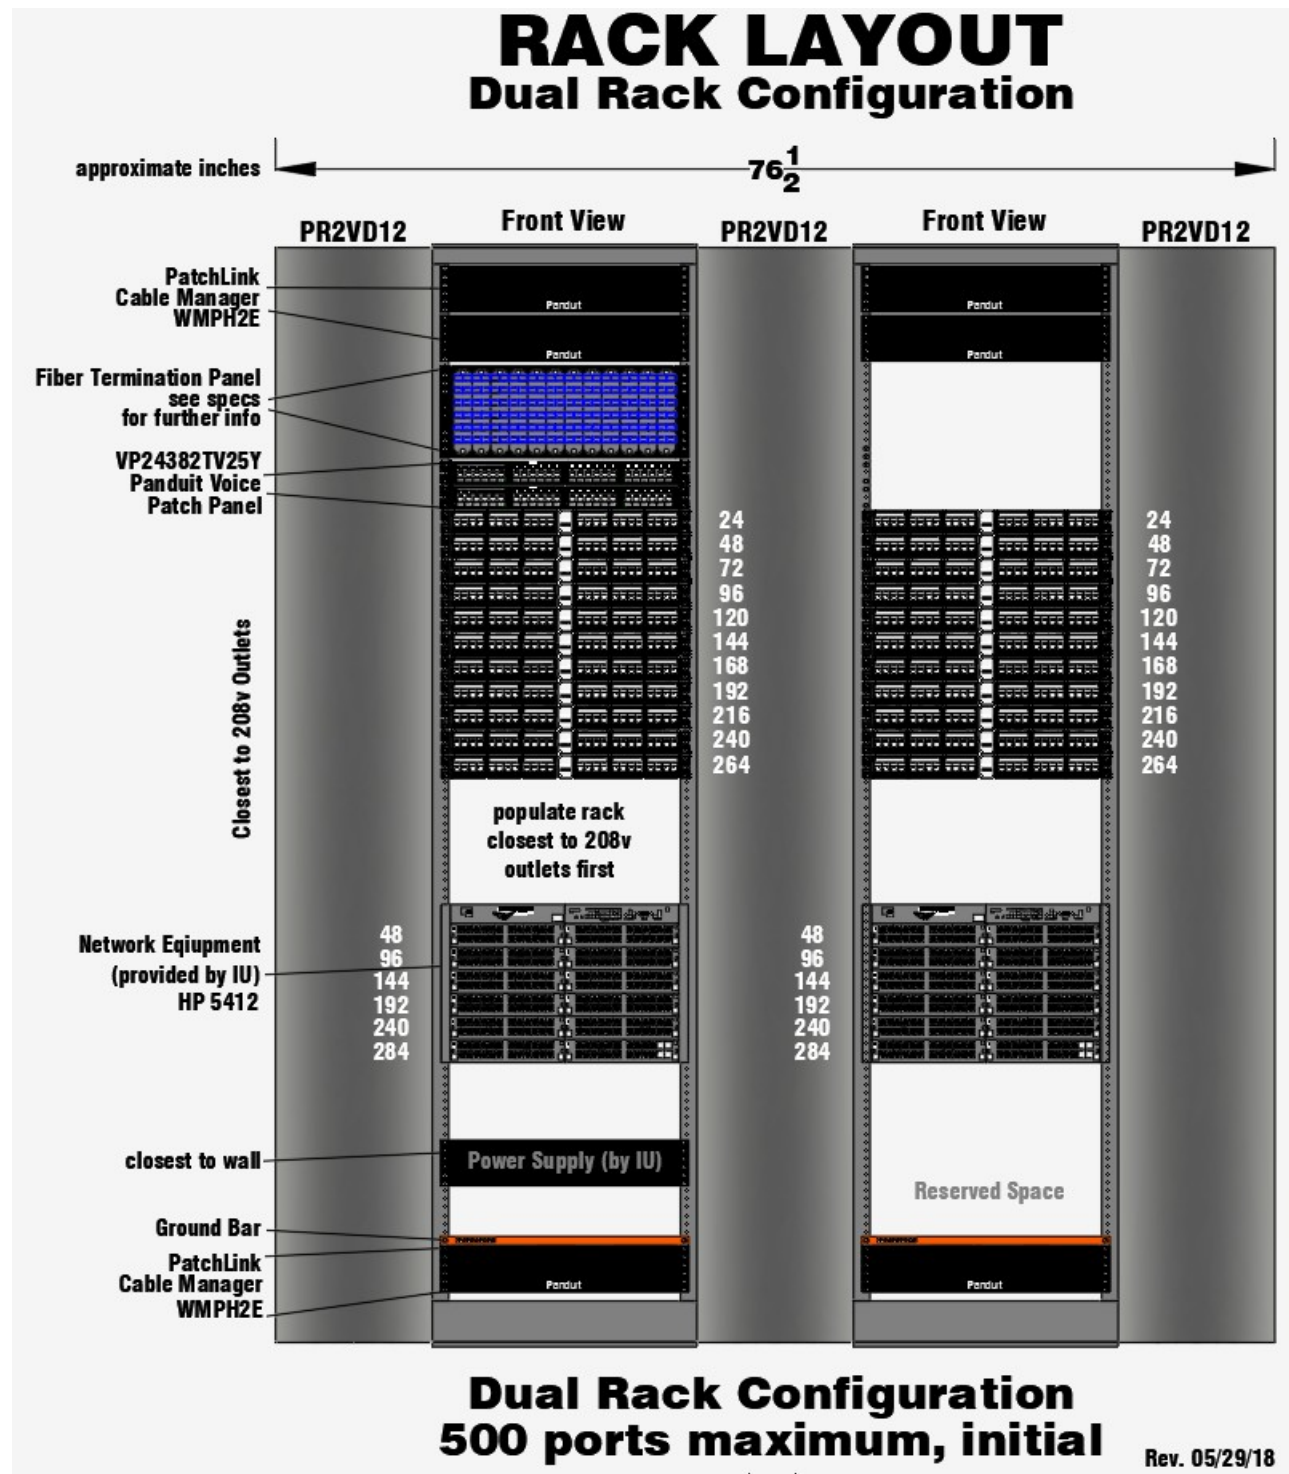 RACK LAYOUT
Dual Rack Configuration
approximate inches
76 1/2
PR2VD12
Front View
PR2VD12
Front View
PR2VD12
PatchLink
Cable Manager
WMPH2E
Panduit
Panduit
Panduit
Panduit
Fiber Termination Panel
see specs
for further info
VP24382TV25Y
Panduit Voice
Patch Panel
24
48
72
96
120
144
168
192
216
240
264
24
48
72
96
120
144
168
192
216
240
264
Closest to 208v Outlets
populate rack
closest to 208v
outlets first
Network Eqiupment
(provided by IU)
HP 5412
48
96
144
192
240
284
48
96
144
192
240
284
closest to wall
Power Supply (by IU)
Reserved Space
Ground Bar
PatchLink
Cable Manager
WMPH2E
Panduit
Panduit
Dual Rack Configuration
500 ports maximum, initial
Rev. 05/29/18